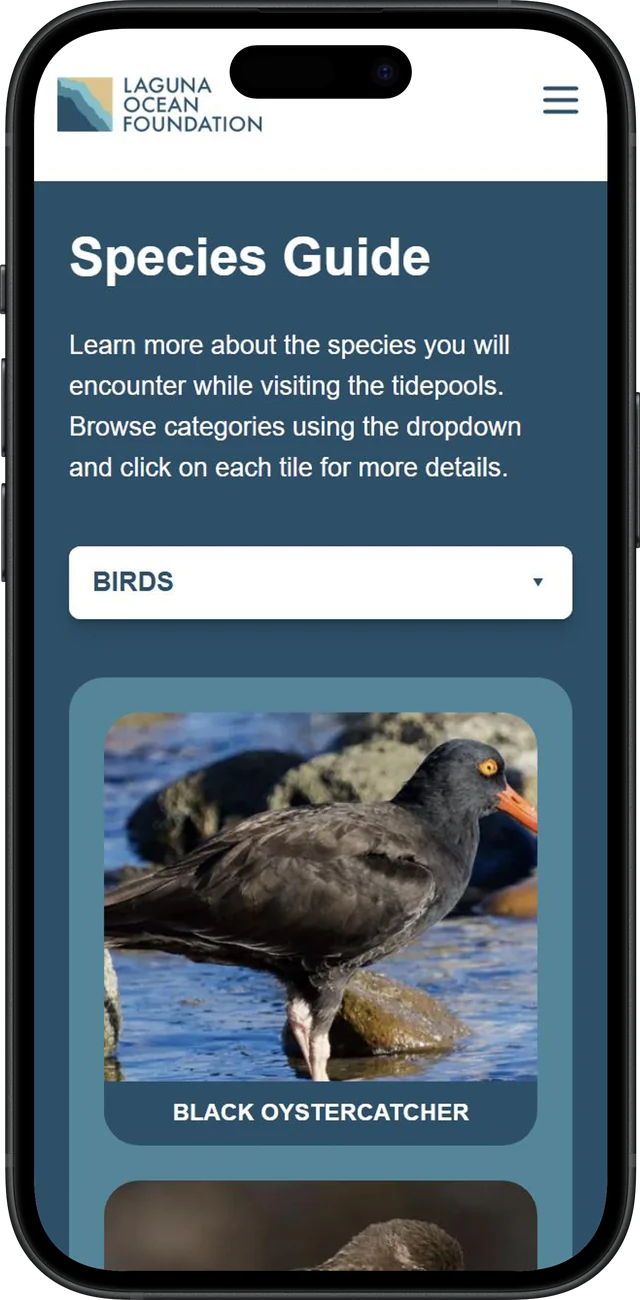 LAGUNA
OCEAN
FOUNDATION
Species Guide
Learn more about the species you will
encounter while visiting the tidepools.
Browse categories using the dropdown
and click on each tile for more details.
BIRDS
BLACK OYSTERCATCHER